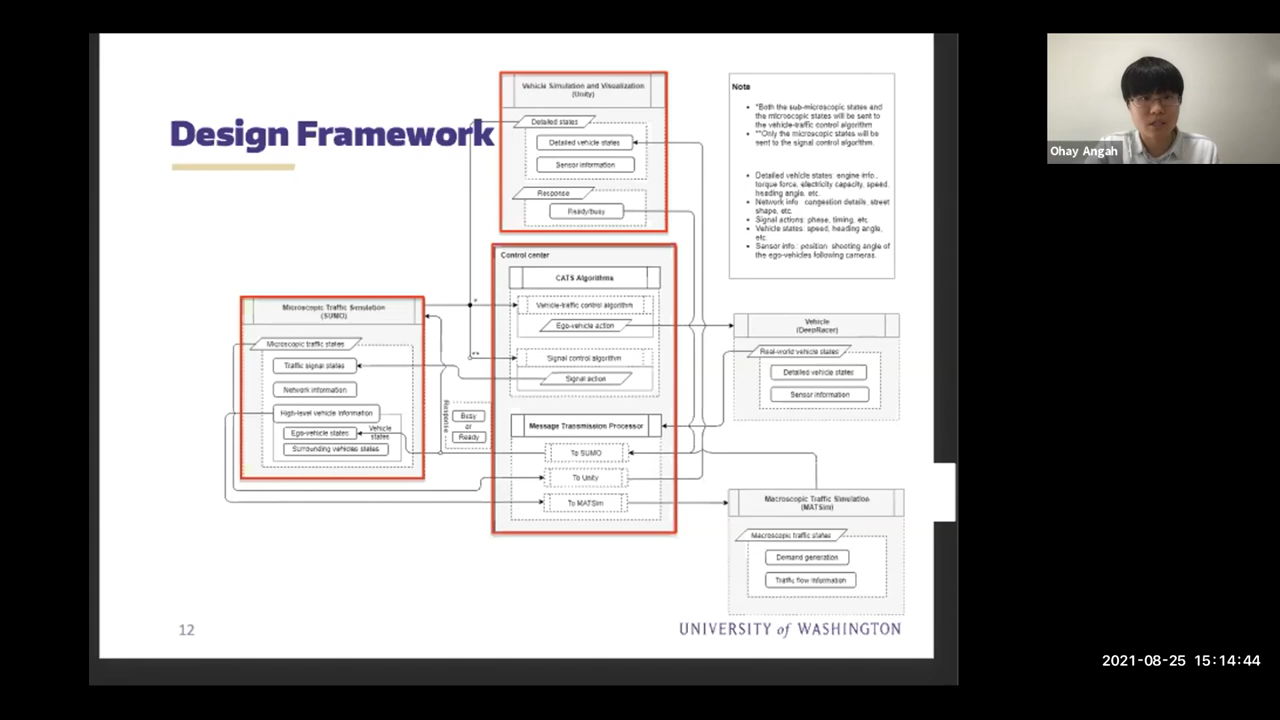 Design Framework
Vehicle Simulation and Visualization
(Unity)
Detailed states
Detailed vehicle states
Sensor information
Response
Ready/busy
Note
*Both the sub-microscopic states and
the microscopic states will be sent to
the vehicle-traffic control algorithm
**Only the microscopic states will be
sent to the signal control algorithm.
Detailed vehicle states: engine info.,
torque force, electricity capacity, speed,
heading angle, etc.
Network info: congestion details, street
shape, etc.
Signal actions: phase, timing, etc.
Vehicle states: speed, heading angle,
etc.
Sensor info.: position, shooting angle of
the ego-vehicles following cameras.
Control center
CATS Algorithms
Vehicle-traffic control algorithm
Ego-vehicle action
Signal control algorithm
Signal action
Message Transmission Processor
To SUMO
To Unity
To MATSim
*
**
Microscopic Traffic Simulation
(SUMO)
Microscopic traffic states
Traffic signal states
Network information
High-level vehicle information
Ego-vehicle states
Vehicle
states
Surrounding vehicles states
Response
Busy
or
Ready
Vehicle
(DeepRacer)
Real-world vehicle states
Detailed vehicle states
Sensor information
Macroscopic Traffic Simulation
(MATSim)
Macroscopic traffic states
Demand generation
Traffic flow information
12
UNIVERSITY of WASHINGTON
Ohay Angah
2021-08-25 15:14:44